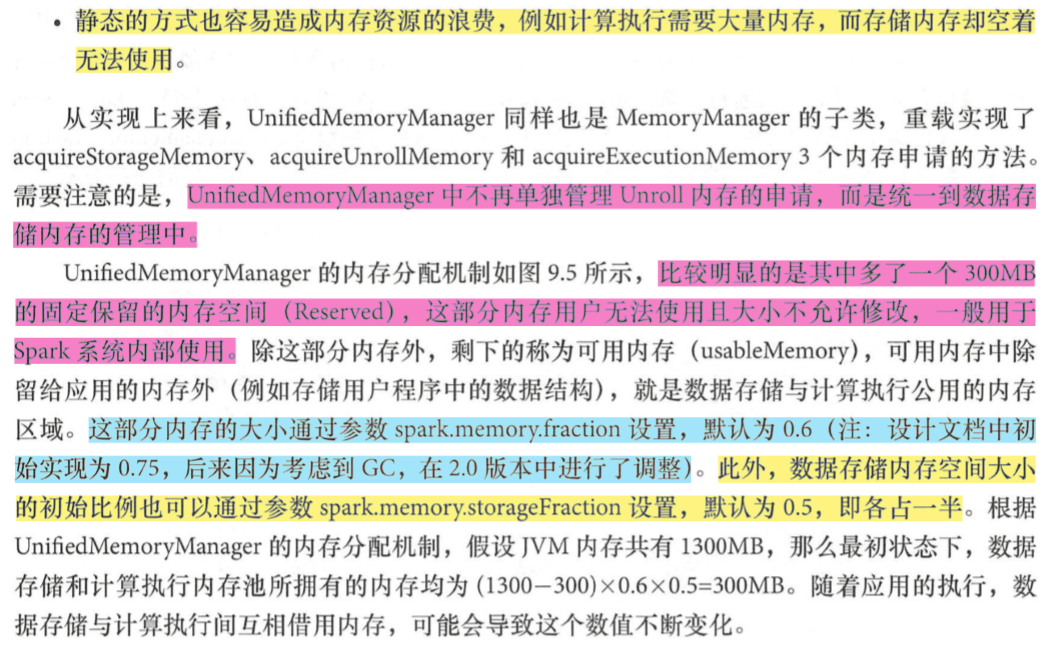 • 静态的方式也容易造成内存资源的浪费，例如计算执行需要大量内存，而存储内存却空着
无法使用。
从实现上来看，UnifiedMemoryManager 同样也是 MemoryManager 的子类，重载实现了
acquireStorageMemory、acquireUnrollMemory 和 acquireExecutionMemory 3 个内存申请的方法。
需要注意的是，UnifiedMemoryManager 中不再单独管理 Unroll 内存的申请，而是统一到数据存
储内存的管理中。
UnifiedMemoryManager 的内存分配机制如图 9.5 所示，比较明显的是其中多了一个 300MB
的固定保留的内存空间（Reserved），这部分内存用户无法使用且大小不允许修改，一般用于
Spark 系统内部使用。除这部分内存外，剩下的称为可用内存（usableMemory），可用内存中除
留给应用的内存外（例如存储用户程序中的数据结构），就是数据存储与计算执行公用的内存
区域。这部分内存的大小通过参数 spark.memory.fraction 设置，默认为 0.6（注：设计文档中初
始实现为 0.75，后来因为考虑到 GC，在 2.0 版本中进行了调整）。此外，数据存储内存空间大小
的初始比例也可以通过参数 spark.memory.storageFraction 设置，默认为 0.5，即各占一半。根据
UnifiedMemoryManager 的内存分配机制，假设 JVM 内存共有 1300MB，那么最初状态下，数据
存储和计算执行内存池所拥有的内存均为 (1300−300)×0.6×0.5=300MB。随着应用的执行，数
据存储与计算执行间互相借用内存，可能会导致这个数值不断变化。